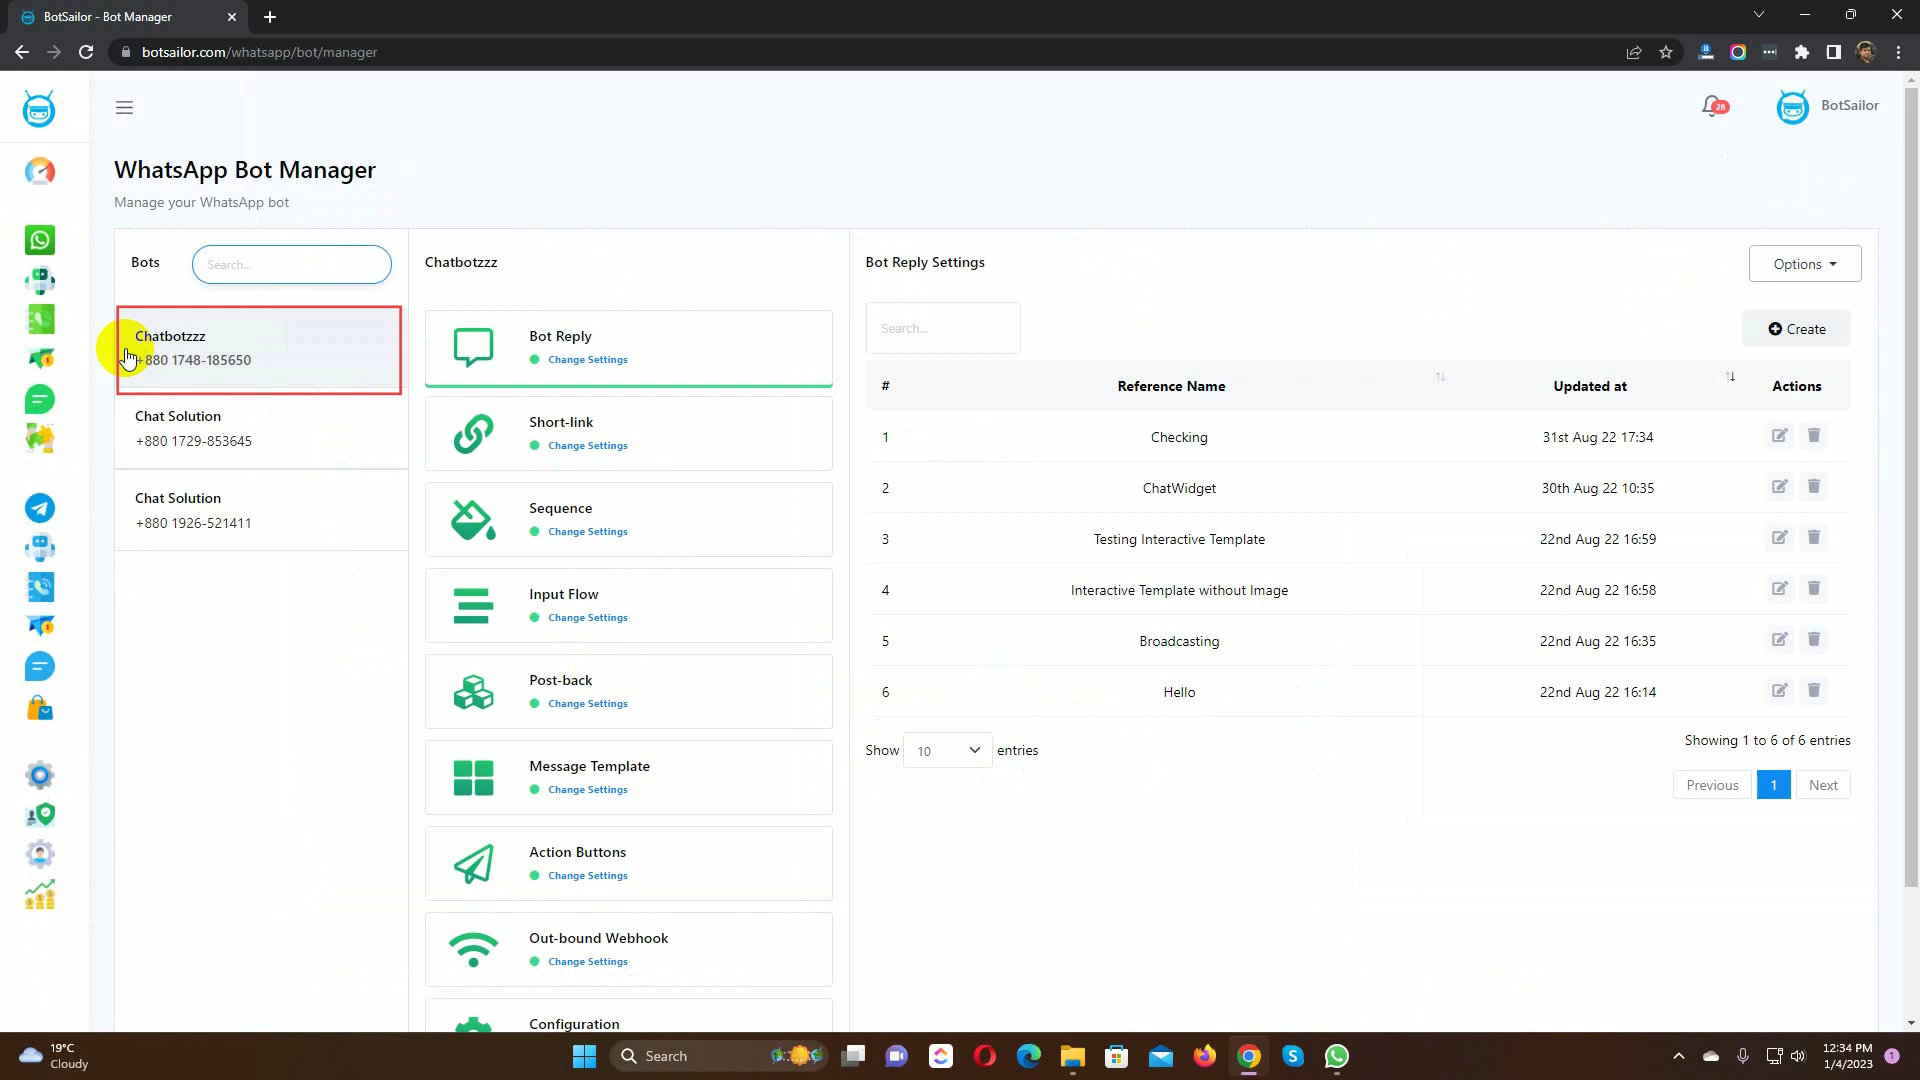 BotSailor - Bot Manager
botsailor.com/whatsapp/bot/manager
28
BotSailor
WhatsApp Bot Manager
Manage your WhatsApp bot
Bots
Search...
Chatbotzzz
+880 1748-185650
Chat Solution
+880 1729-853645
Chat Solution
+880 1926-521411
Chatbotzzz
Bot Reply
Change Settings
Short-link
Change Settings
Sequence
Change Settings
Input Flow
Change Settings
Post-back
Change Settings
Message Template
Change Settings
Action Buttons
Change Settings
Out-bound Webhook
Change Settings
Configuration
Bot Reply Settings
Options
Search...
Create
# Reference Name Updated at Actions
1 Checking 31st Aug 22 17:34
2 ChatWidget 30th Aug 22 10:35
3 Testing Interactive Template 22nd Aug 22 16:59
4 Interactive Template without Image 22nd Aug 22 16:58
5 Broadcasting 22nd Aug 22 16:35
6 Hello 22nd Aug 22 16:14
Show 10 entries
Showing 1 to 6 of 6 entries
Previous 1 Next
19°C
Cloudy
Search
12:34 PM
1/4/2023
1